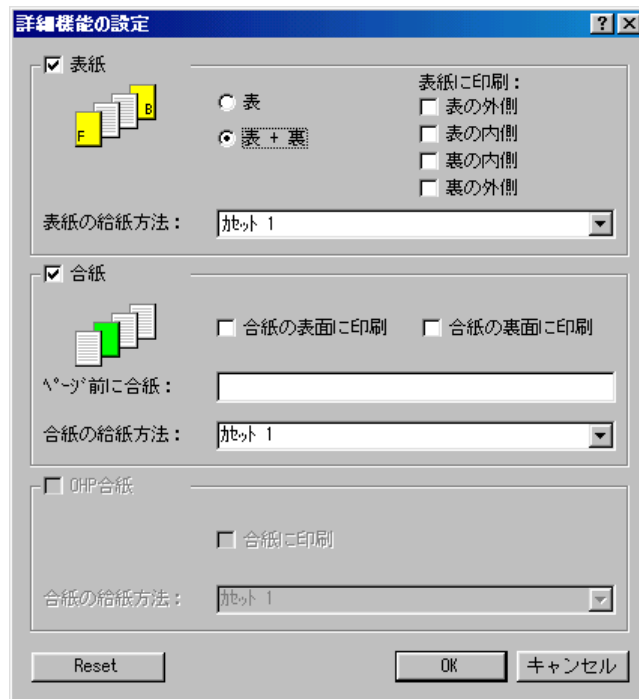 詳細機能の設定
表紙
F
B
表
表 + 裏
表紙に印刷：
表の外側
表の内側
裏の内側
裏の外側
表紙の給紙方法：
ｶｾｯﾄ 1
合紙
合紙の表面に印刷
合紙の裏面に印刷
ﾍﾟｰｼﾞ前に合紙：
合紙の給紙方法：
ｶｾｯﾄ 1
OHP合紙
合紙に印刷
合紙の給紙方法：
ｶｾｯﾄ 1
Reset
OK
キャンセル